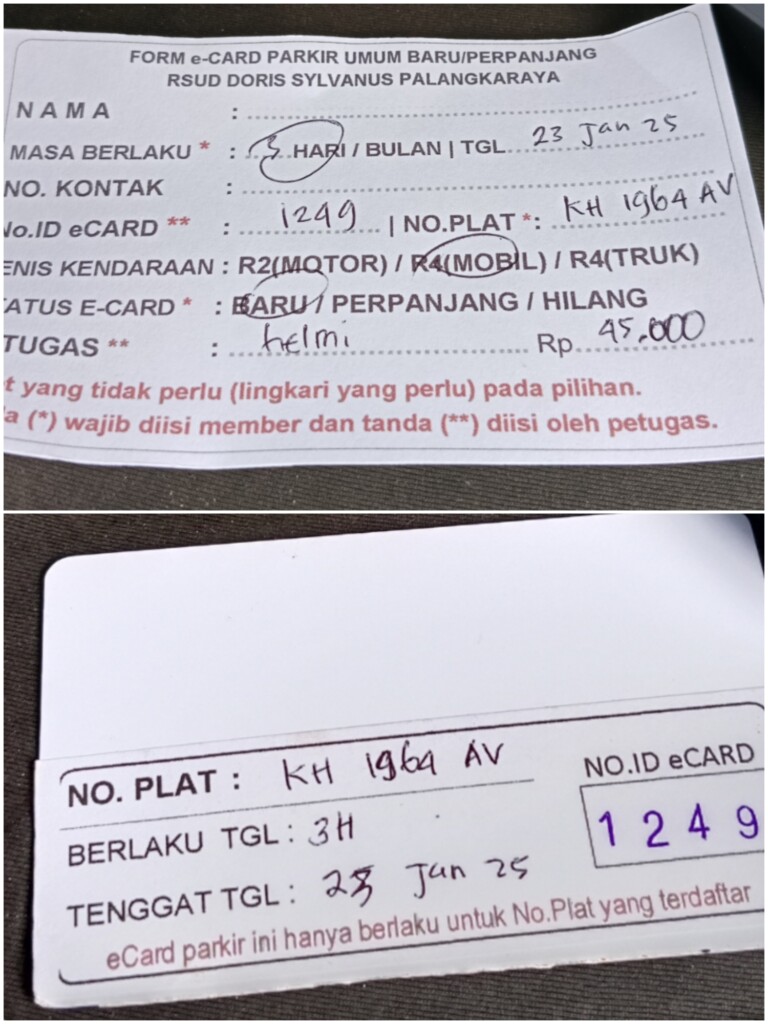 FORM e-CARD PARKIR UMUM BARU/PERPANJANG
RSUD DORIS SYLVANUS PALANGKARAYA
NAMA :
MASA BERLAKU * : 3 HARI / BULAN | TGL 23 Jan 25
NO. KONTAK :
No.ID eCARD ** : 1249 | NO.PLAT *: KH 1964 AV
ENIS KENDARAAN : R2(MOTOR) / R4(MOBIL) / R4(TRUK)
ATUS E-CARD * : BARU / PERPANJANG / HILANG
TUGAS ** : helmi Rp 45.000
t yang tidak perlu (lingkari yang perlu) pada pilihan.
a (*) wajib diisi member dan tanda (**) diisi oleh petugas.
NO. PLAT : KH 1964 AV
NO.ID eCARD
1249
BERLAKU TGL : 3H
TENGGAT TGL : 23 Jan 25
eCard parkir ini hanya berlaku untuk No.Plat yang terdaftar